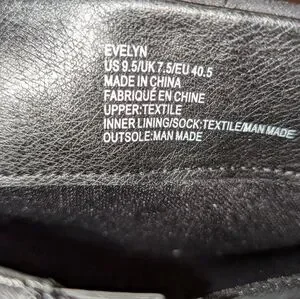 EVELYN
US 9.5/UK 7.5/EU 40.5
MADE IN CHINA
FABRIQUÉ EN CHINE
UPPER:TEXTILE
INNER LINING/SOCK:TEXTILE/MAN MADE
OUTSOLE:MAN MADE